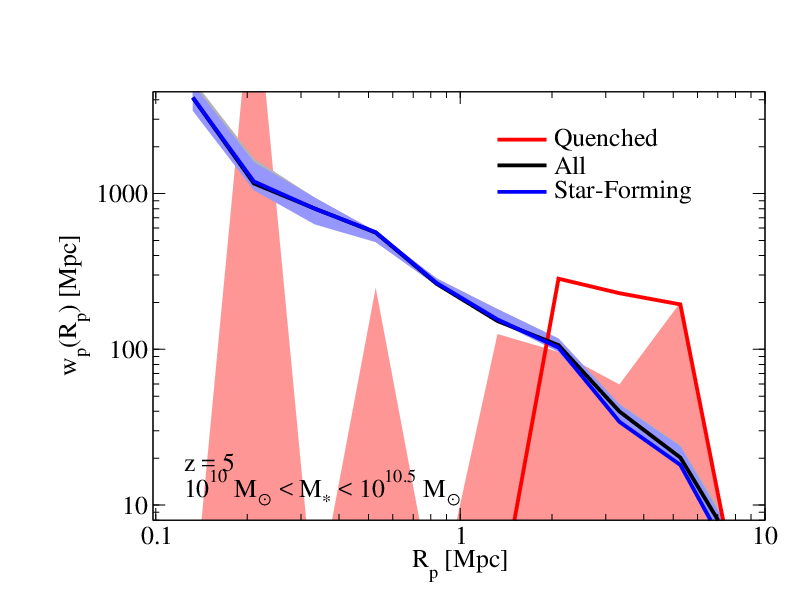 Quenched
All
Star-Forming
1000
100
10
w_p(R_p) [Mpc]
z = 5
10^10 M_⊙ < M_* < 10^10.5 M_⊙
0.1
1
10
R_p [Mpc]